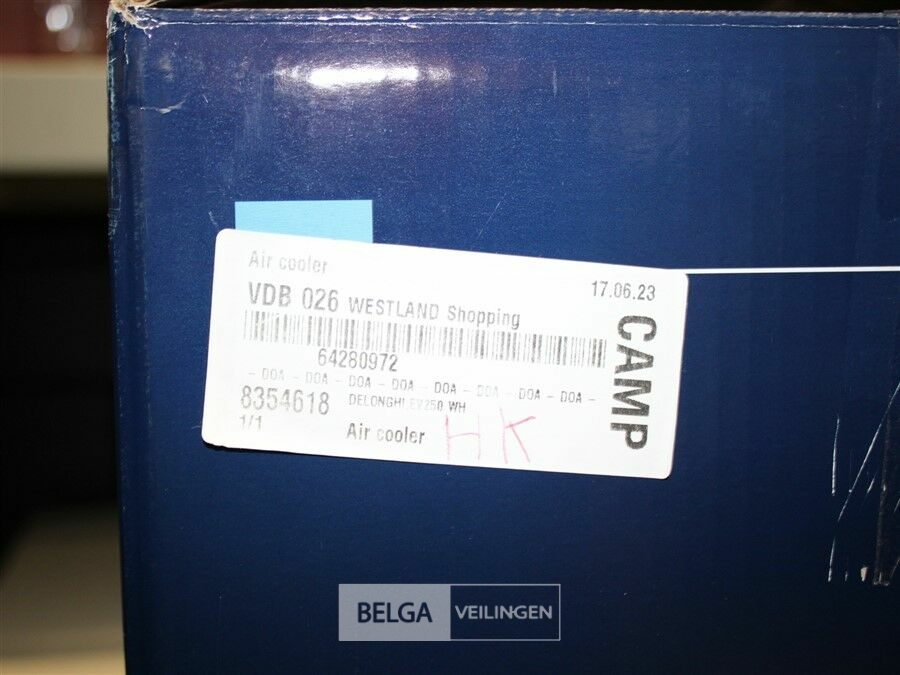 Air cooler
17.06.23
VDB 026 WESTLAND Shopping
64280972
- DOA - DOA - DOA - DOA - DOA - DOA - DOA - DOA -
8354618
DELONGHI,EV250 WH
1/1
Air cooler
HK
CAMP
BELGA VEILINGEN